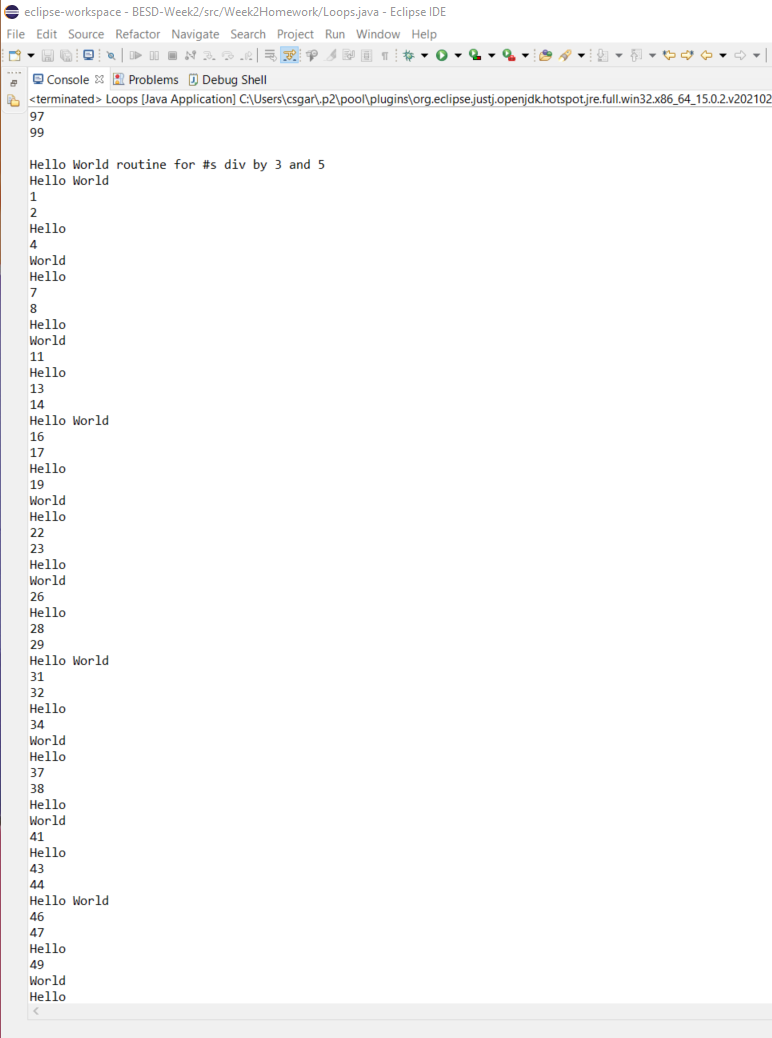 eclipse-workspace - BESD-Week2/src/Week2Homework/Loops.java - Eclipse IDE
File Edit Source Refactor Navigate Search Project Run Window Help
Console Problems Debug Shell
<terminated> Loops [Java Application] C:\Users\csgar\.p2\pool\plugins\org.eclipse.justj.openjdk.hotspot.jre.full.win32.x86_64_15.0.2.v202102
97
99
Hello World routine for #s div by 3 and 5
Hello World
1
2
Hello
4
World
Hello
7
8
Hello
World
11
Hello
13
14
Hello World
16
17
Hello
19
World
Hello
22
23
Hello
World
26
Hello
28
29
Hello World
31
32
Hello
34
World
Hello
37
38
Hello
World
41
Hello
43
44
Hello World
46
47
Hello
49
World
Hello